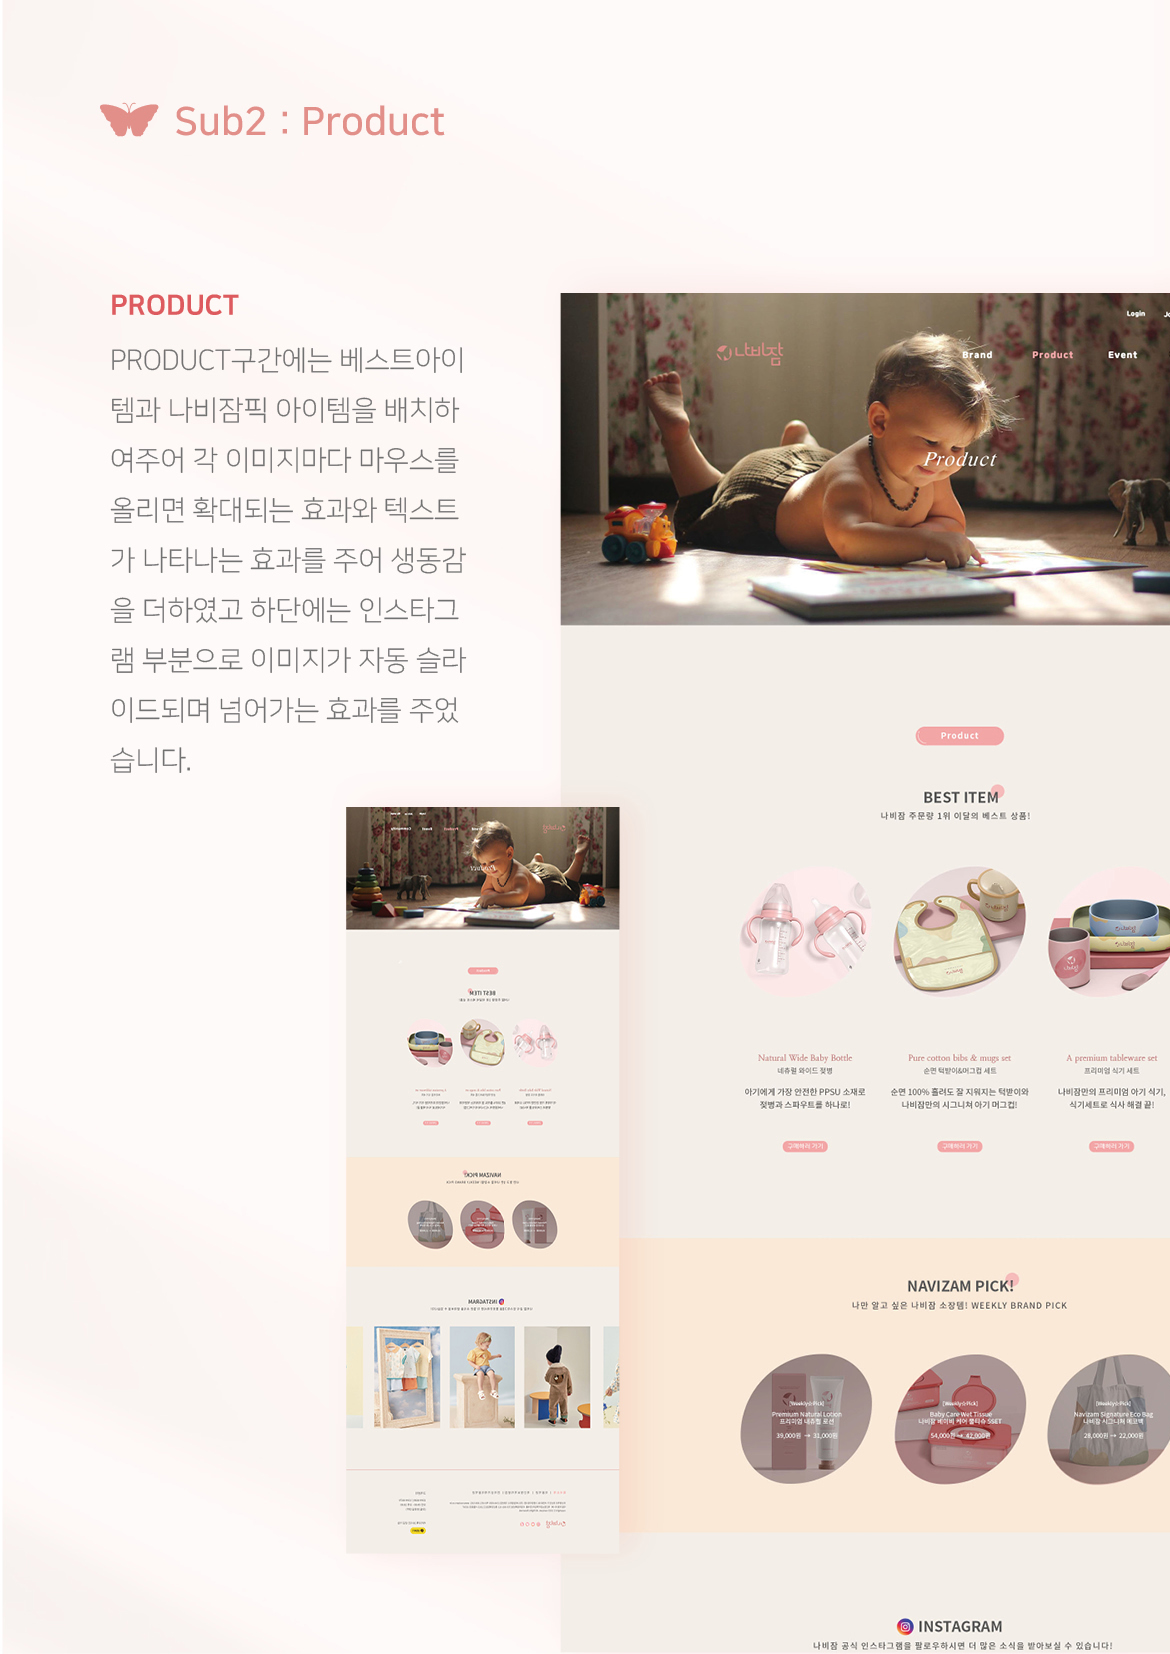 Sub2 : Product
PRODUCT
PRODUCT구간에는 베스트아이
템과 나비잠픽 아이템을 배치하
여주어 각 이미지마다 마우스를
올리면 확대되는 효과와 텍스트
가 나타나는 효과를 주어 생동감
을 더하였고 하단에는 인스타그
램 부분으로 이미지가 자동 슬라
이드되며 넘어가는 효과를 주었
습니다.
Login
나비잠
Brand Product Event
Product
Product
BEST ITEM
나비잠 주문량 1위 이달의 베스트 상품!
Natural Wide Baby Bottle
네츄럴 와이드 젖병
아기에게 가장 안전한 PPSU 소재로
젖병과 스파우트를 하나로!
구매하러 가기
Pure cotton bibs & mugs set
순면 턱받이&머그컵 세트
순면 100% 흘려도 잘 지워지는 턱받이와
나비잠만의 시그니쳐 아기 머그컵!
구매하러 가기
A premium tableware set
프리미엄 식기 세트
나비잠만의 프리미엄 아기 식기,
식기세트로 식사 해결 끝!
구매하러 가기
NAVIZAM PICK!
나만 알고 싶은 나비잠 소장템! WEEKLY BRAND PICK
[Weekly☆Pick]
Premium Natural Lotion
프리미엄 네츄럴 로션
39,000원 → 31,000원
[Weekly☆Pick]
Baby Care Wet Tissue
나비잠 베이비 케어 물티슈 5SET
54,000원 → 42,000원
[Weekly☆Pick]
Navizam Signature Eco Bag
나비잠 시그니쳐 에코백
28,000원 → 22,000원
INSTAGRAM
나비잠 공식 인스타그램을 팔로우하시면 더 많은 소식을 받아보실 수 있습니다!
BEST ITEM
NAVIZAM PICK!
INSTAGRAM